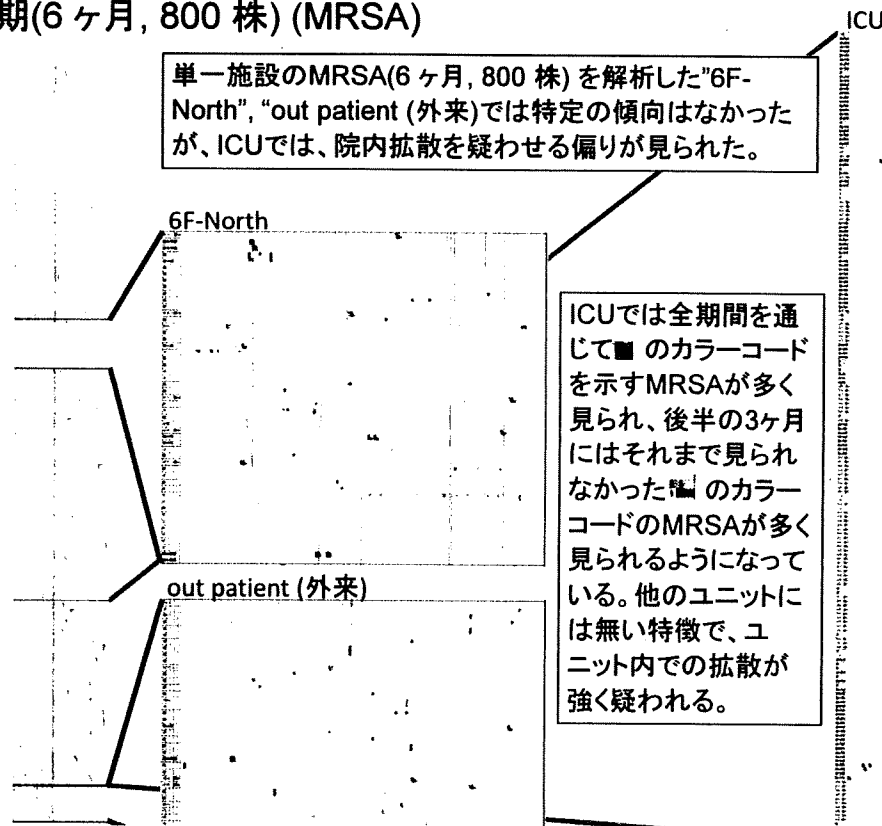 期(6 ヶ月, 800 株) (MRSA)
ICU
単一施設のMRSA(6 ヶ月, 800 株) を解析した"6F-
North", "out patient (外来)では特定の傾向はなかった
が、ICUでは、院内拡散を疑わせる偏りが見られた。
6F-North
ICUでは全期間を通
じて のカラーコード
を示すMRSAが多く
見られ、後半の3ヶ月
にはそれまで見られ
なかった のカラー
コードのMRSAが多く
見られるようになって
いる。他のユニットに
は無い特徴で、ユ
ニット内での拡散が
強く疑われる。
out patient (外来)